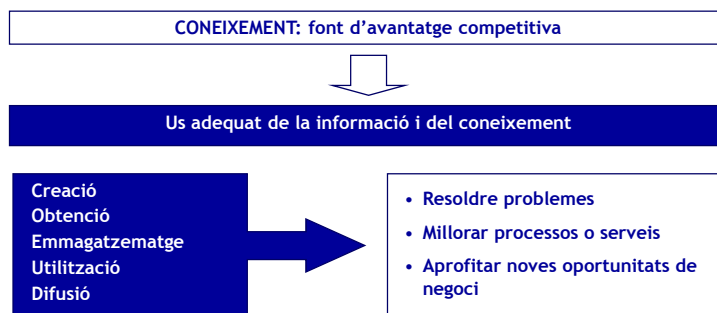 CONEIXEMENT: font d'avantatge competitiva
Us adequat de la informació i del coneixement
Creació
Obtenció
Emmagatzematge
Utilització
Difusió
• Resoldre problemes
• Millorar processos o serveis
• Aprofitar noves oportunitats de
negoci